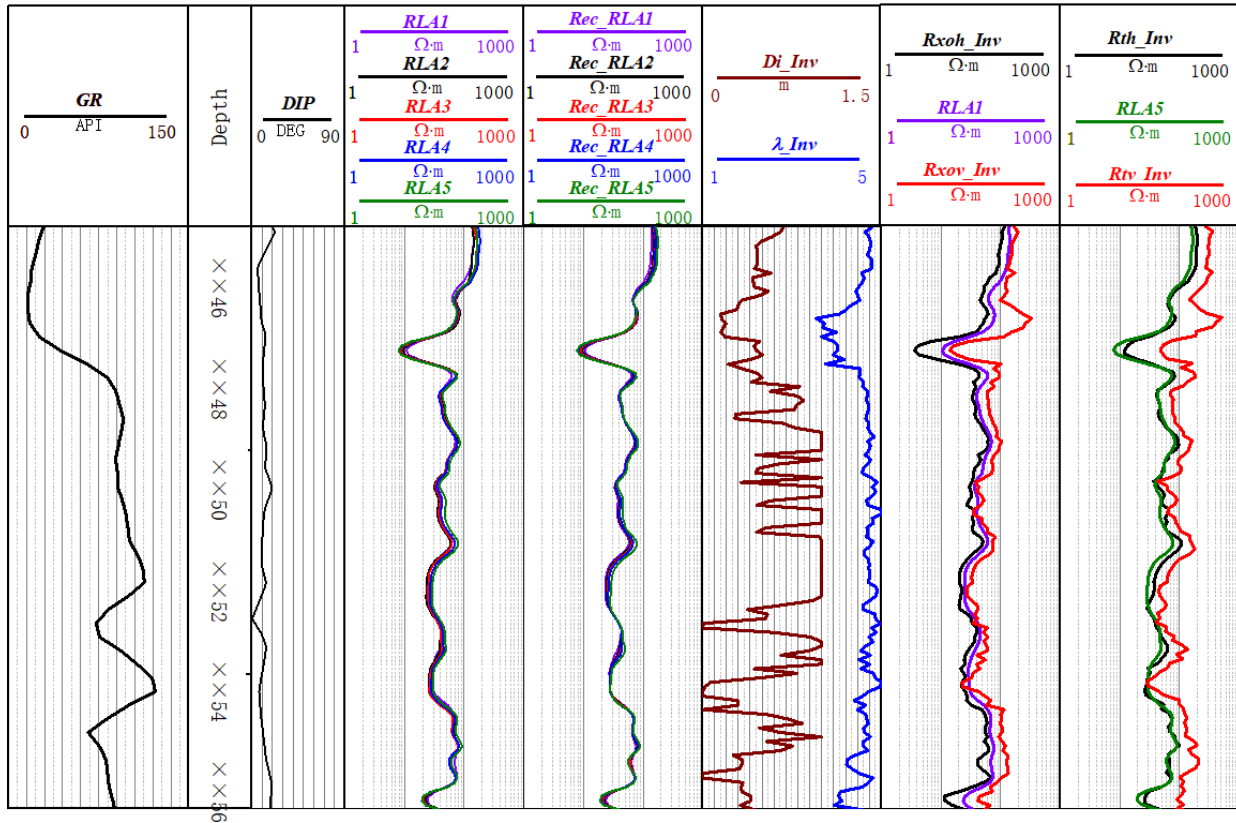 GR
0 API 150
Depth
DIP
0 DEG 90
RLA1
1 Ω·m 1000
RLA2
1 Ω·m 1000
RLA3
1 Ω·m 1000
RLA4
1 Ω·m 1000
RLA5
1 Ω·m 1000
Rec_RLA1
1 Ω·m 1000
Rec_RLA2
1 Ω·m 1000
Rec_RLA3
1 Ω·m 1000
Rec_RLA4
1 Ω·m 1000
Rec_RLA5
1 Ω·m 1000
Di_Inv
0 m 1.5
λ_Inv
1 5
Rxoh_Inv
1 Ω·m 1000
RLA1
1 Ω·m 1000
Rxov_Inv
1 Ω·m 1000
Rth_Inv
1 Ω·m 1000
RLA5
1 Ω·m 1000
Rtv_Inv
1 Ω·m 1000
××46
××48
××50
××52
××54
××56